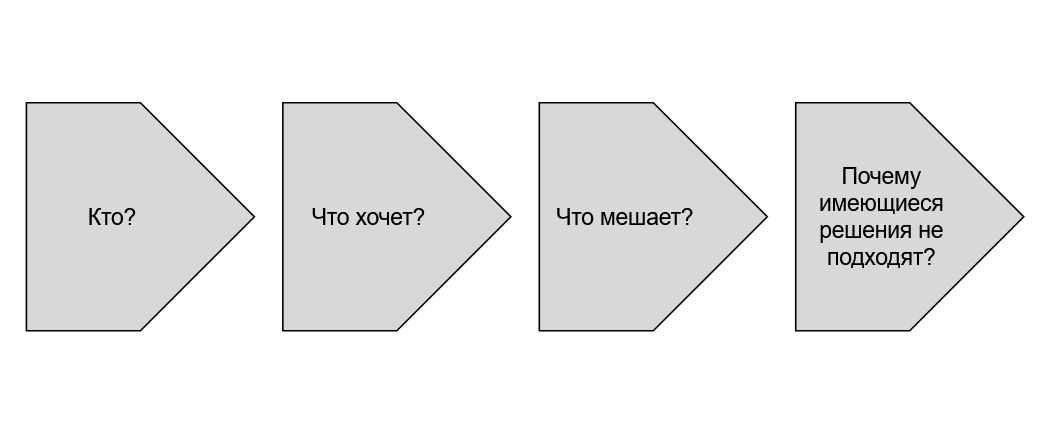 Кто?
Что хочет?
Что мешает?
Почему
имеющиеся
решения не
подходят?